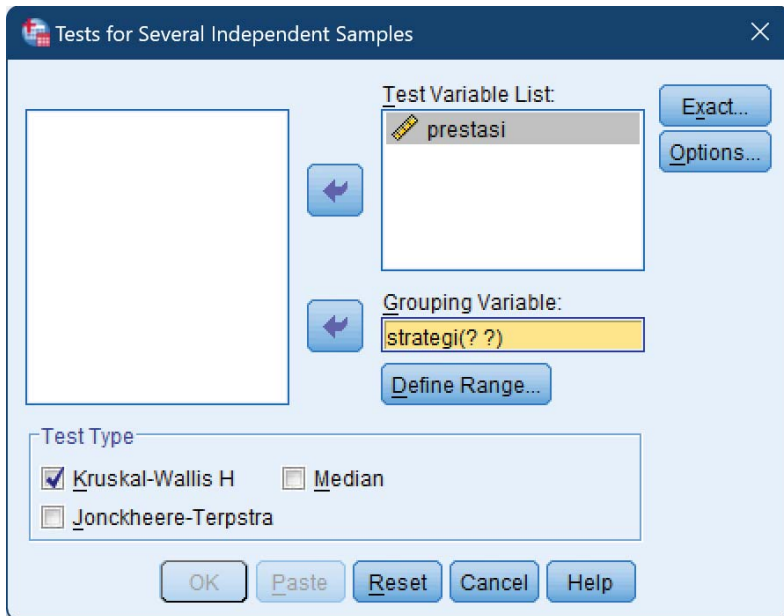 Tests for Several Independent Samples
Test Variable List:
prestasi
Exact...
Options...
Grouping Variable:
strategi(? ?)
Define Range...
Test Type
Kruskal-Wallis H Median
Jonckheere-Terpstra
OK Paste Reset Cancel Help